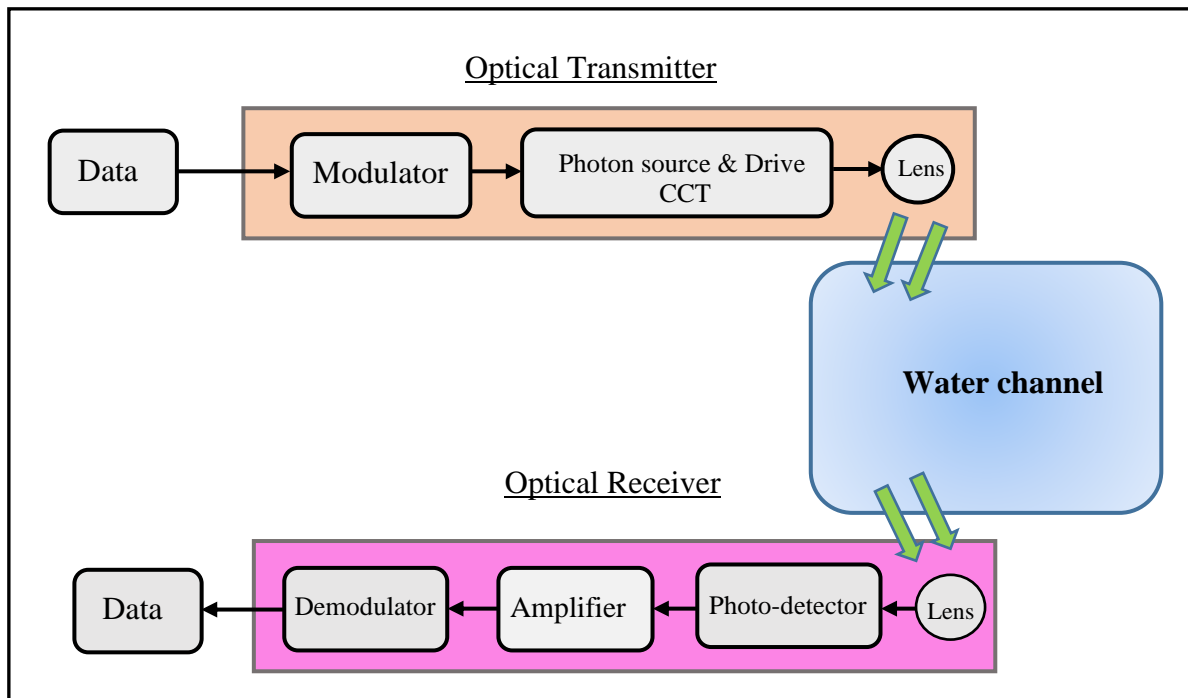 Optical Transmitter
Data
Modulator
Photon source & Drive
CCT
Lens
Water channel
Optical Receiver
Data
Demodulator
Amplifier
Photo-detector
Lens